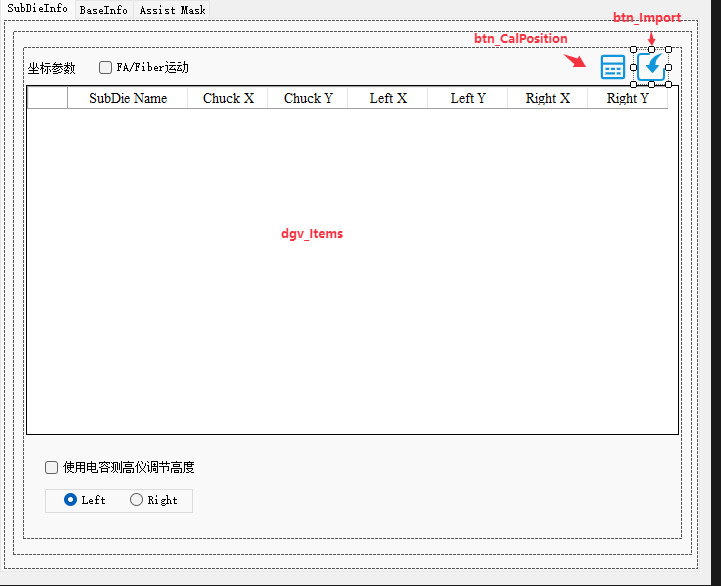 SubDieInfo BaseInfo Assist Mask
btn_Import
btn_CalPosition
坐标参数 FA/Fiber运动
SubDie Name Chuck X Chuck Y Left X Left Y Right X Right Y
dgv_Items
使用电容测高仪调节高度
Left Right